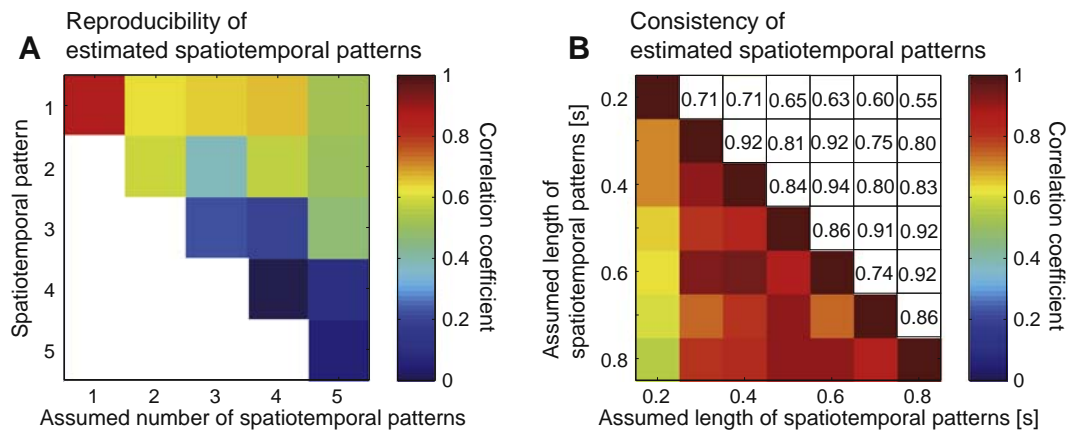 A
Reproducibility of
estimated spatiotemporal patterns
Spatiotemporal pattern
1
2
3
4
5
1 2 3 4 5
Assumed number of spatiotemporal patterns
1
0.8
0.6
0.4
0.2
0
Correlation coefficient
B
Consistency of
estimated spatiotemporal patterns
Assumed length of
spatiotemporal patterns [s]
0.2
0.4
0.6
0.8
0.71 0.71 0.65 0.63 0.60 0.55
0.92 0.81 0.92 0.75 0.80
0.84 0.94 0.80 0.83
0.86 0.91 0.92
0.74 0.92
0.86
0.2 0.4 0.6 0.8
Assumed length of spatiotemporal patterns [s]
1
0.8
0.6
0.4
0.2
0
Correlation coefficient